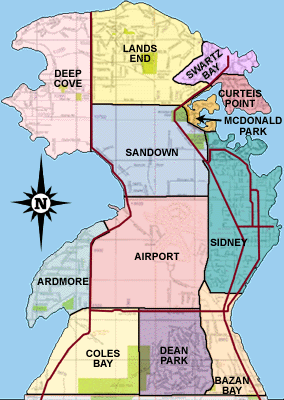 LANDS
END
SWARTZ
BAY
DEEP
COVE
CURTEIS
POINT
MCDONALD
PARK
SANDOWN
N
SIDNEY
AIRPORT
ARDMORE
COLES
BAY
DEAN
PARK
BAZAN
BAY